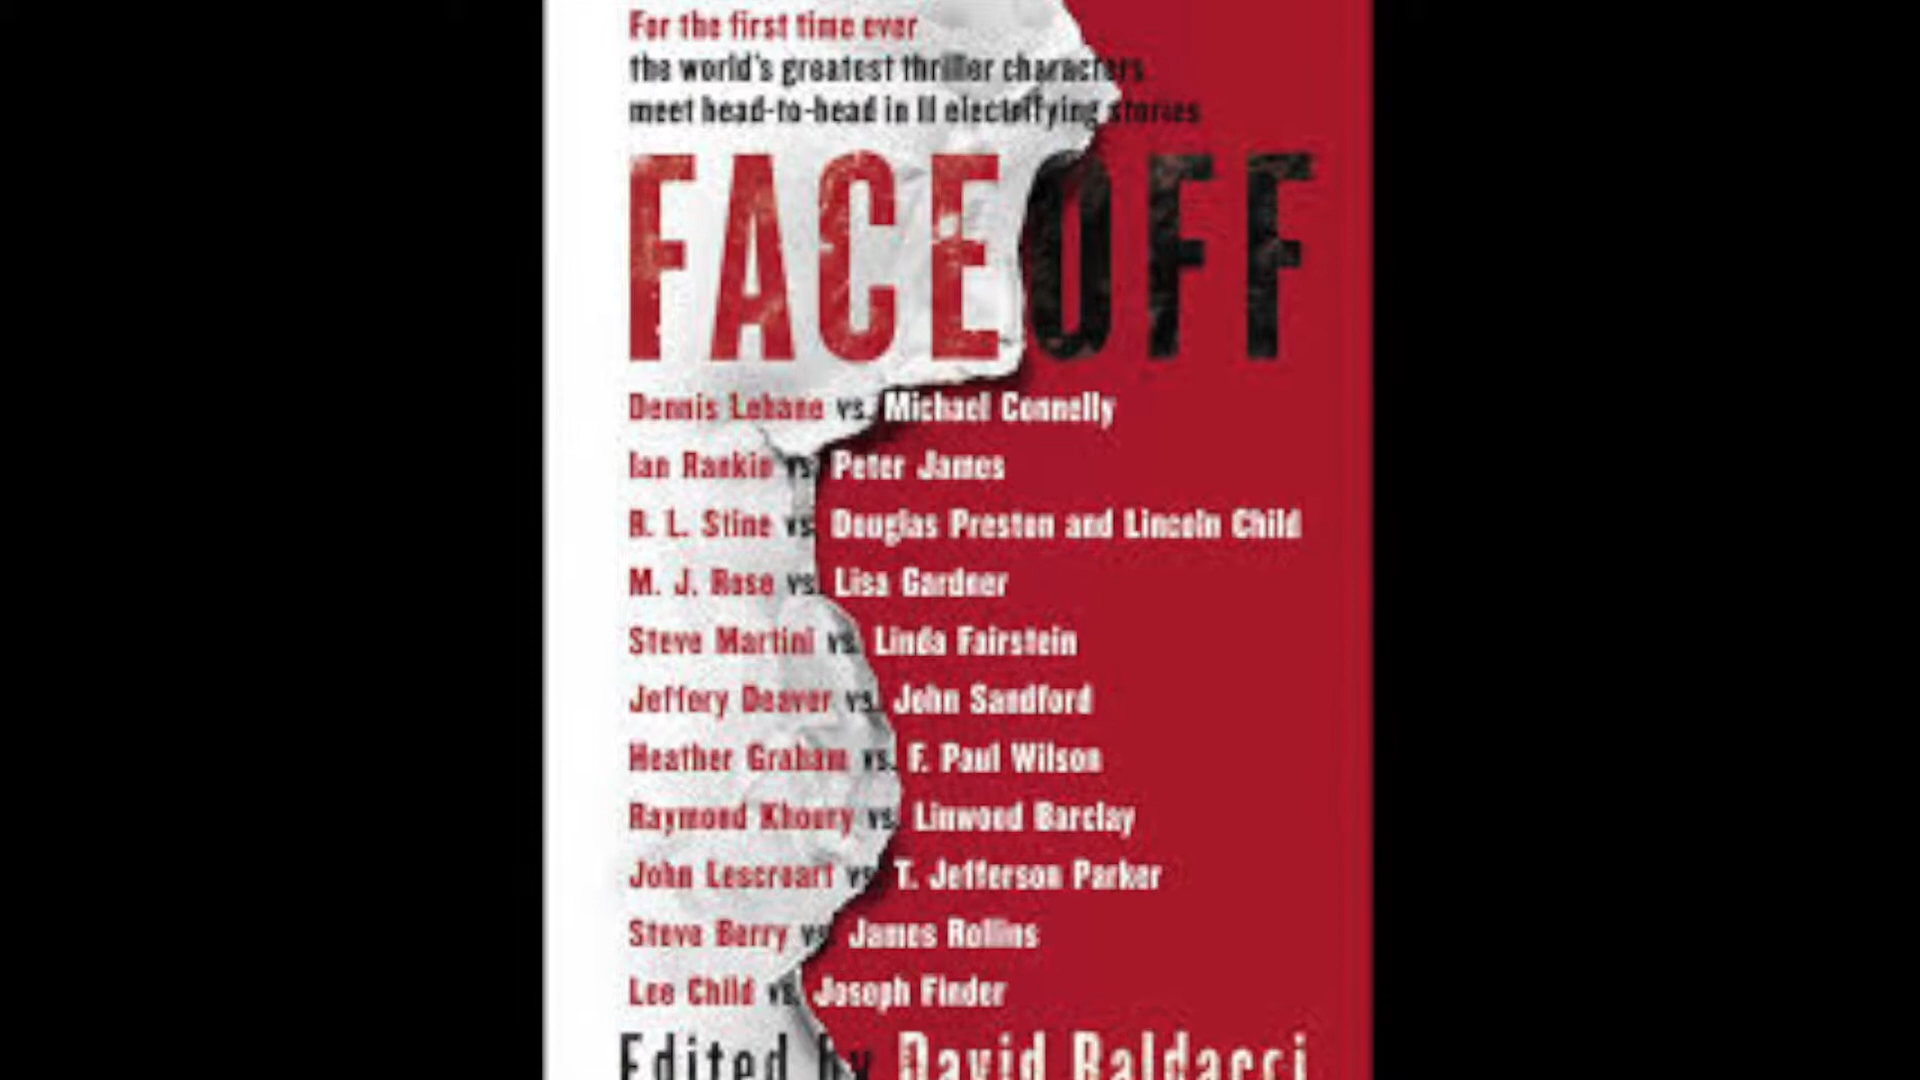 For the first time ever
the world's greatest thriller characters
meet head-to-head in 11 electrifying stories
FACEOFF
Dennis Lehane vs. Michael Connelly
Ian Rankin vs. Peter James
R. L. Stine vs. Douglas Preston and Lincoln Child
M. J. Rose vs. Lisa Gardner
Steve Martini vs. Linda Fairstein
Jeffery Deaver vs. John Sandford
Heather Graham vs. F. Paul Wilson
Raymond Khoury vs. Linwood Barclay
John Lescroart vs. T. Jefferson Parker
Steve Berry vs. James Rollins
Lee Child vs. Joseph Finder
Edited by David Baldacci